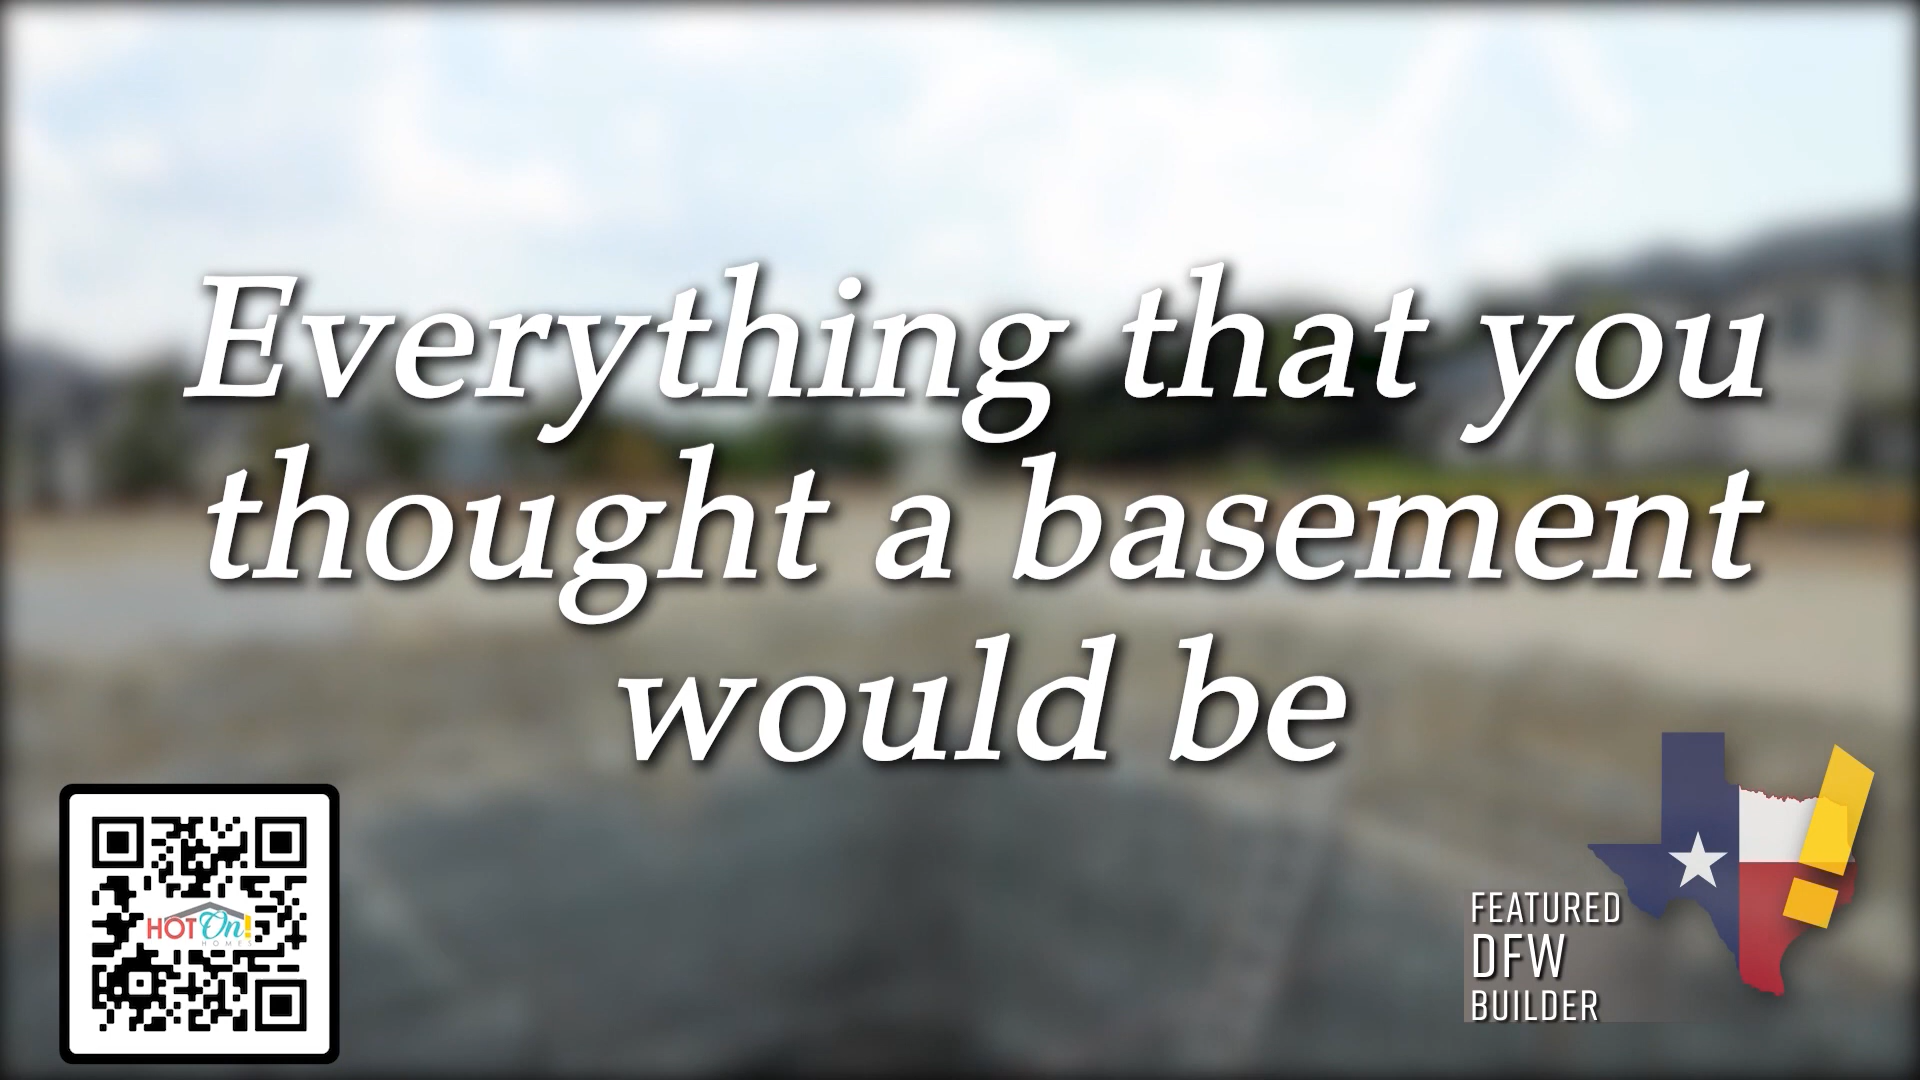 Everything that you
thought a basement
would be
HOT On!
HOMES
FEATURED
DFW
BUILDER